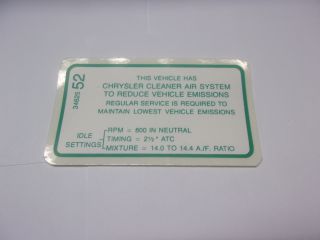 THIS VEHICLE HAS
CHRYSLER CLEANER AIR SYSTEM
TO REDUCE VEHICLE EMISSIONS
REGULAR SERVICE IS REQUIRED TO
MAINTAIN LOWEST VEHICLE EMISSIONS
IDLE SETTINGS
RPM = 600 IN NEUTRAL
TIMING = 2½° ATC
MIXTURE = 14.0 TO 14.4 A./F. RATIO
52